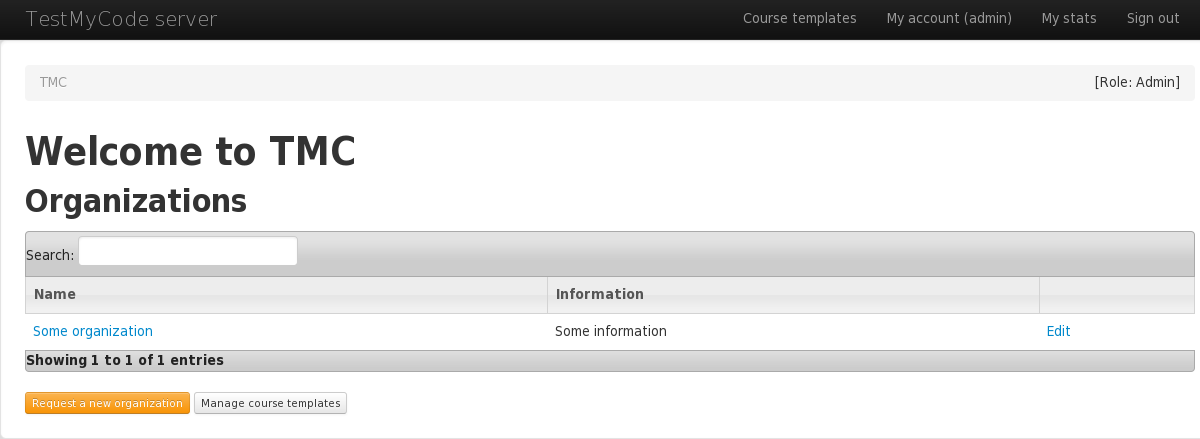 TestMyCode server Course templates My account (admin) My stats Sign out
TMC [Role: Admin]
Welcome to TMC
Organizations
Search:
Name Information
Some organization Some information Edit
Showing 1 to 1 of 1 entries
Request a new organization Manage course templates